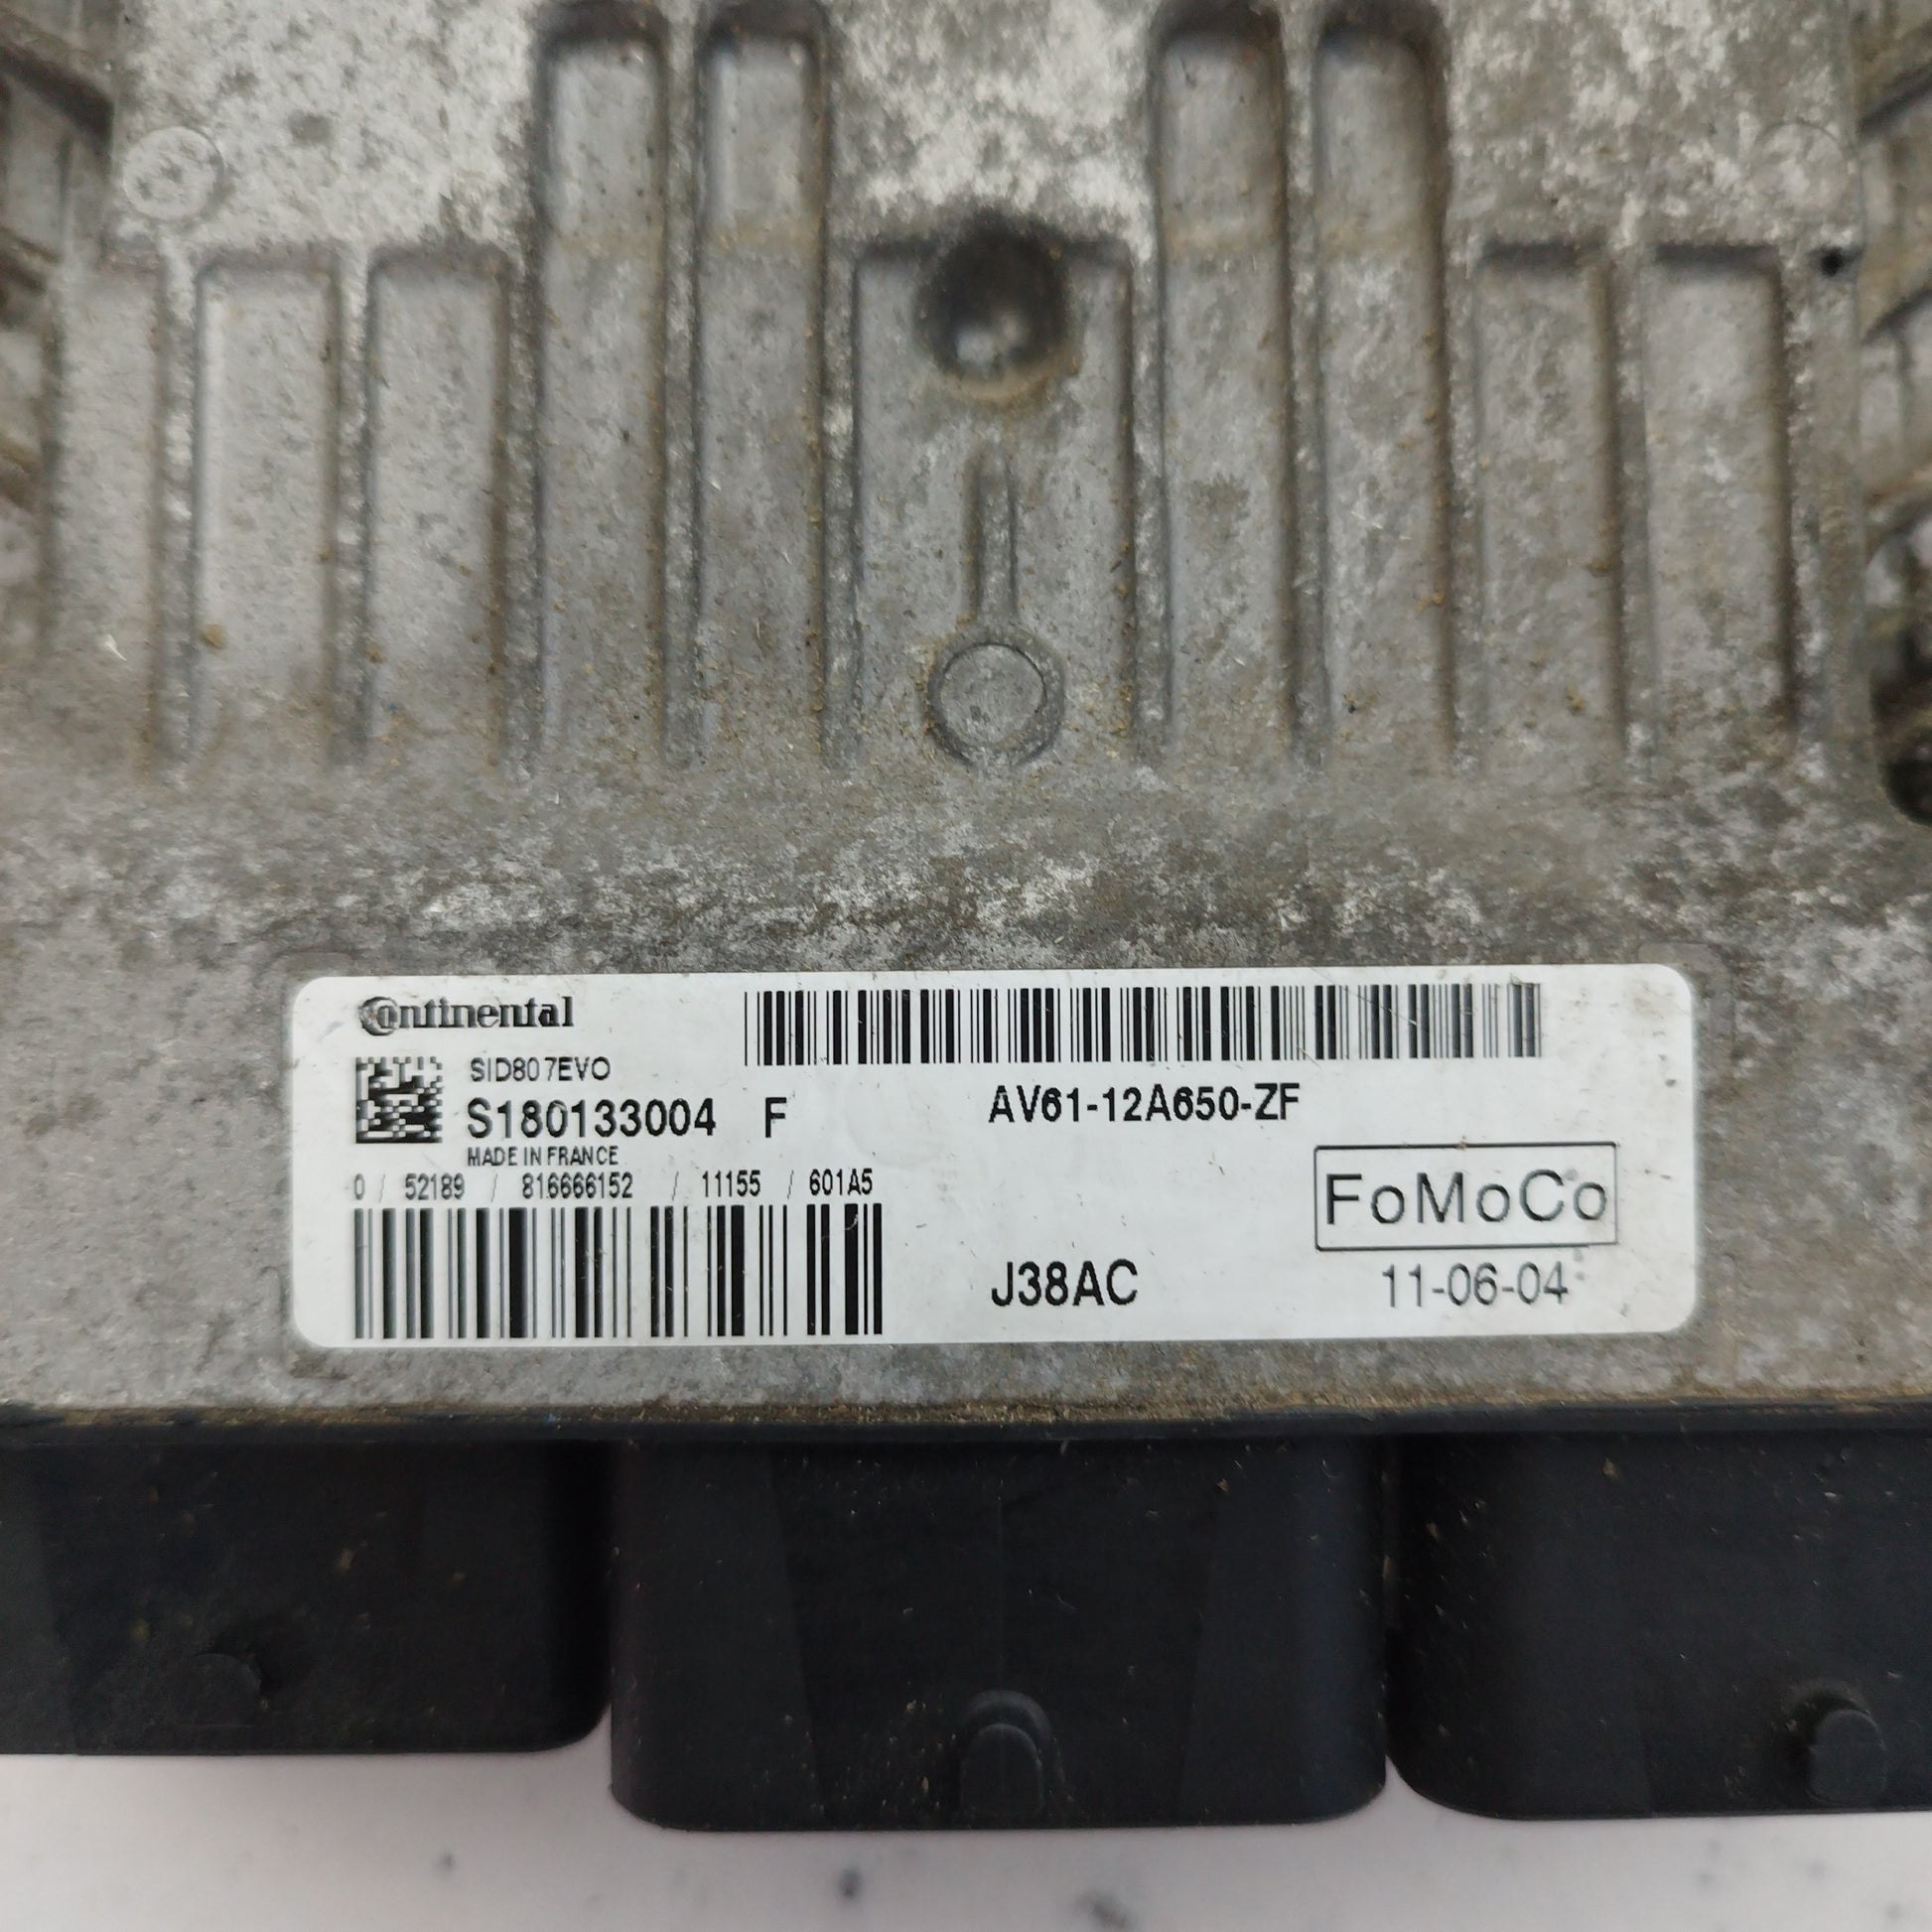 Continental
SID807EVO
S180133004 F
MADE IN FRANCE
0 / 52189 / 816666152 / 11155 / 601A5
AV61-12A650-ZF
FoMoCo
J38AC
11-06-04